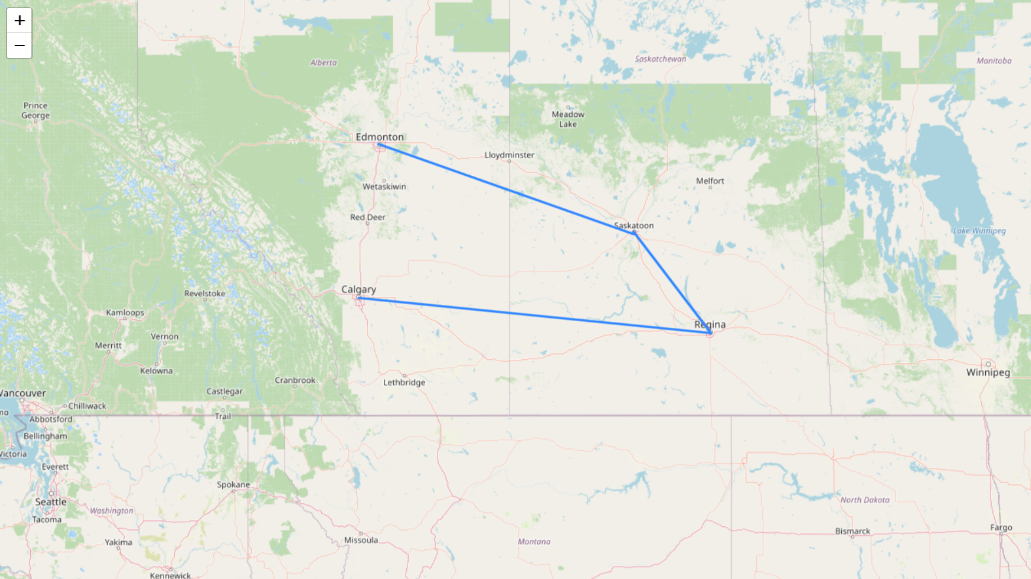 +
−
Alberta
Saskatchewan
Manitoba
Prince
George
Meadow
Lake
Edmonton
Lloydminster
Melfort
Wetaskiwin
Red Deer
Saskatoon
Lake Winnipeg
Calgary
Revelstoke
Kamloops
Regina
Vernon
Merritt
Kelowna
Winnipeg
Cranbrook
Lethbridge
Castlegar
Vancouver
Chilliwack
mo
Abbotsford
Trail
Bellingham
Victoria
Everett
Spokane
Seattle
North Dakota
Washington
Tacoma
Bismarck
Fargo
Yakima
Missoula
Montana
Kennewick